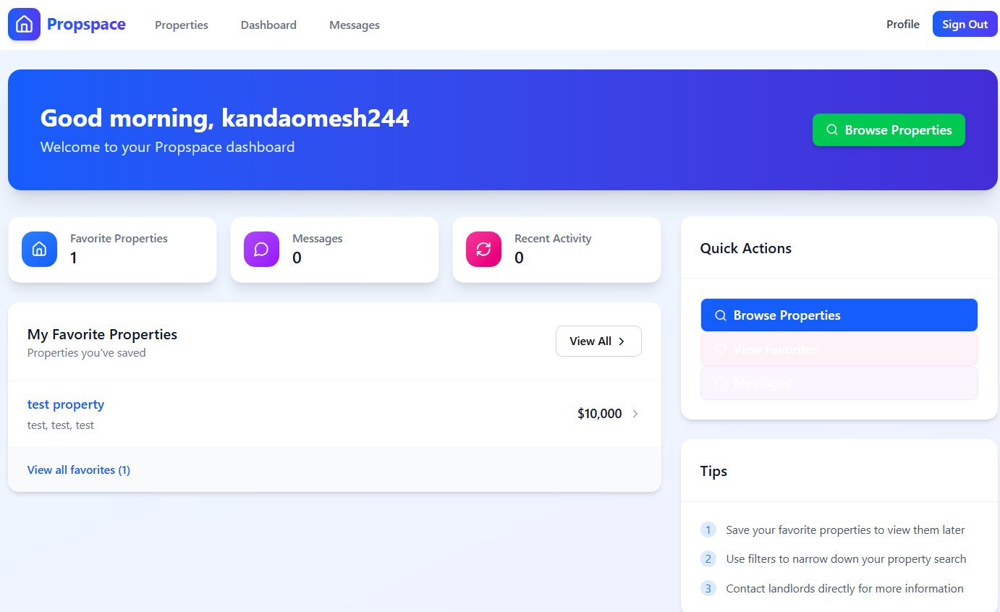 Propspace
Properties
Dashboard
Messages
Profile
Sign Out
Good morning, kandaomesh244
Welcome to your Propspace dashboard
Browse Properties
Favorite Properties
1
Messages
0
Recent Activity
0
My Favorite Properties
Properties you've saved
View All
test property
test, test, test
$10,000
View all favorites (1)
Quick Actions
Browse Properties
View Favorites
Messages
Tips
1 Save your favorite properties to view them later
2 Use filters to narrow down your property search
3 Contact landlords directly for more information